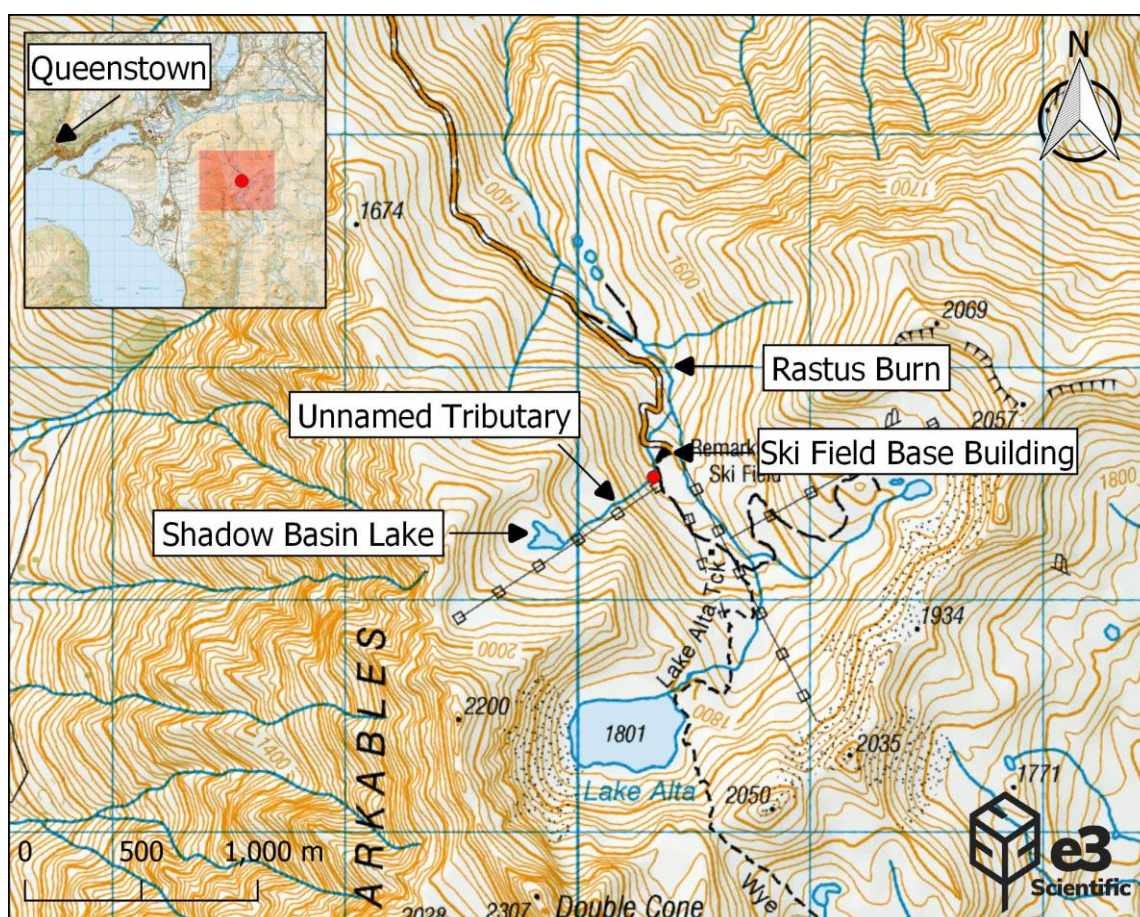 Queenstown
N
1674
1400
1700
1600
2069
Rastus Burn
Unnamed Tributary
2057
Remark
Ski Field
Ski Field Base Building
1800
Shadow Basin Lake
Lake Alta Tck
1934
2000
ARKABLES
2200
1800
1801
2035
Lake Alta
1400
2050
1771
0 500 1,000 m
e3
Scientific
Wye
2307
Double Cone